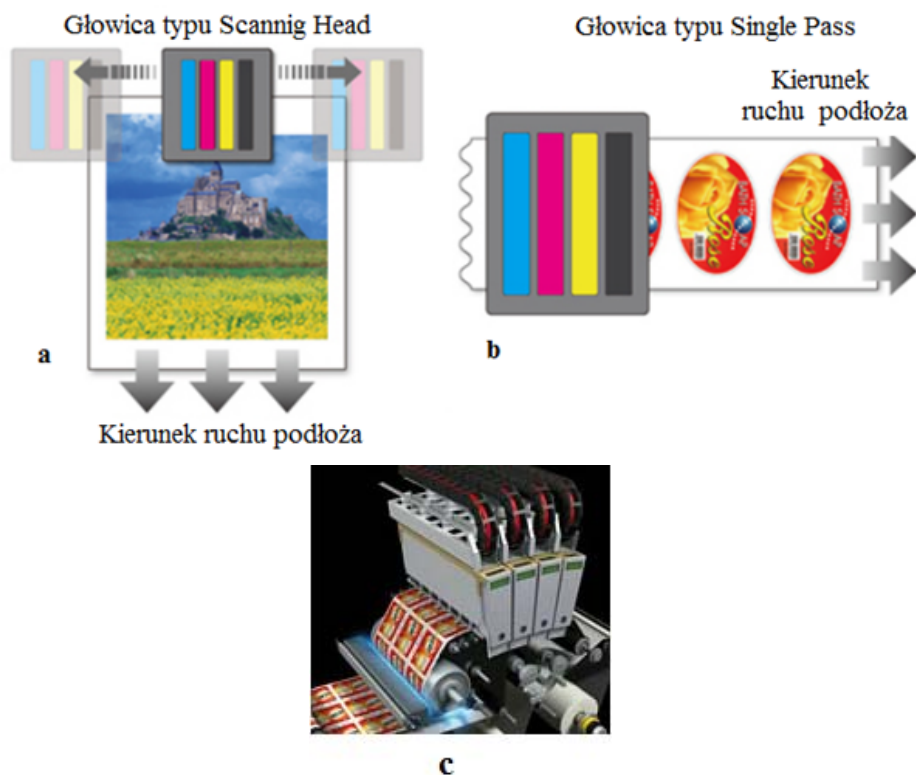 Głowica typu Scannig Head
Głowica typu Single Pass
Kierunek
ruchu podłoża
a
b
Kierunek ruchu podłoża
c